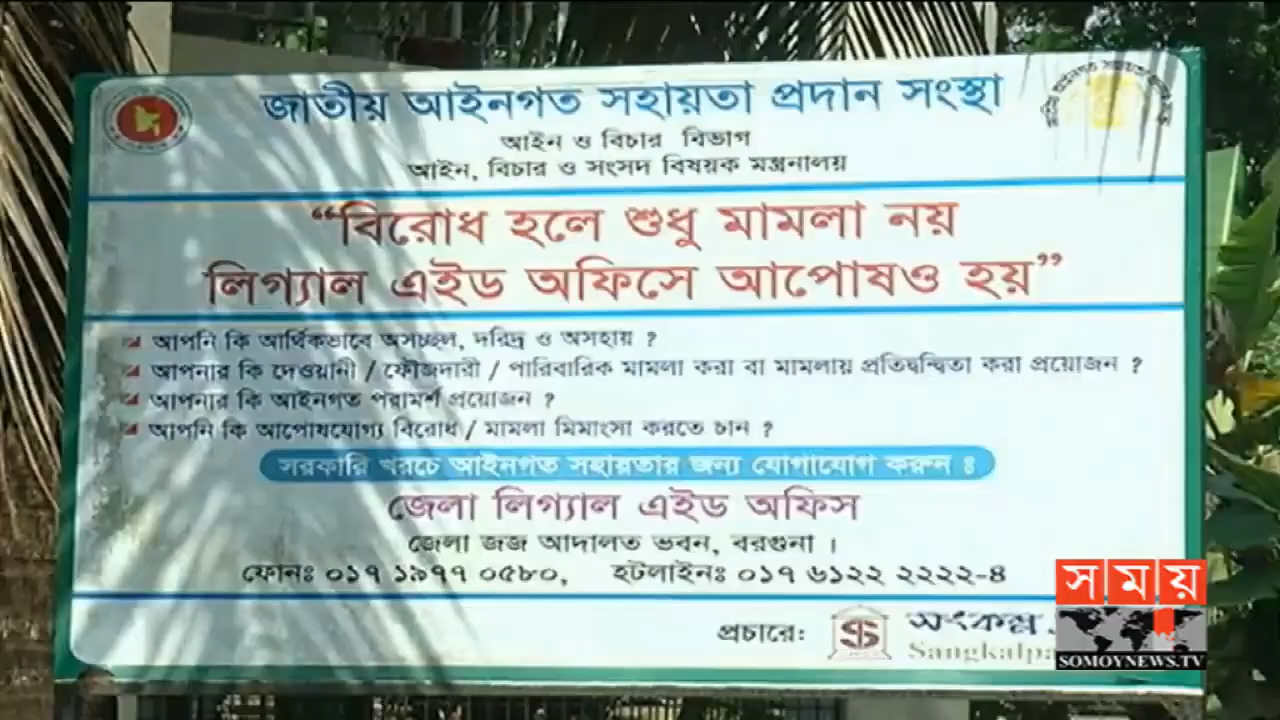 জাতীয় আইনগত সহায়তা প্রদান সংস্থা
আইন ও বিচার বিভাগ
আইন, বিচার ও সংসদ বিষয়ক মন্ত্রনালয়
“বিরোধ হলে শুধু মামলা নয়
লিগ্যাল এইড অফিসে আপোষও হয়”
আপনি কি আর্থিকভাবে অসচ্ছল, দরিদ্র ও অসহায় ?
আপনার কি দেওয়ানী / ফৌজদারী / পারিবারিক মামলা করা বা মামলায় প্রতিদ্বন্দ্বিতা করা প্রয়োজন ?
আপনার কি আইনগত পরামর্শ প্রয়োজন ?
আপনি কি আপোষযোগ্য বিরোধ / মামলা মিমাংসা করতে চান ?
সরকারি খরচে আইনগত সহায়তার জন্য যোগাযোগ করুন ঃ
জেলা লিগ্যাল এইড অফিস
জেলা জজ আদালত ভবন, বরগুনা ।
ফোনঃ ০১৭ ১৯৭৭ ০৫৮০, হটলাইনঃ ০১৭ ৬১২২ ২২২২-৪
প্রচারে: সংকল্প
Sangkalpa
সময়
SOMOYNEWS.TV